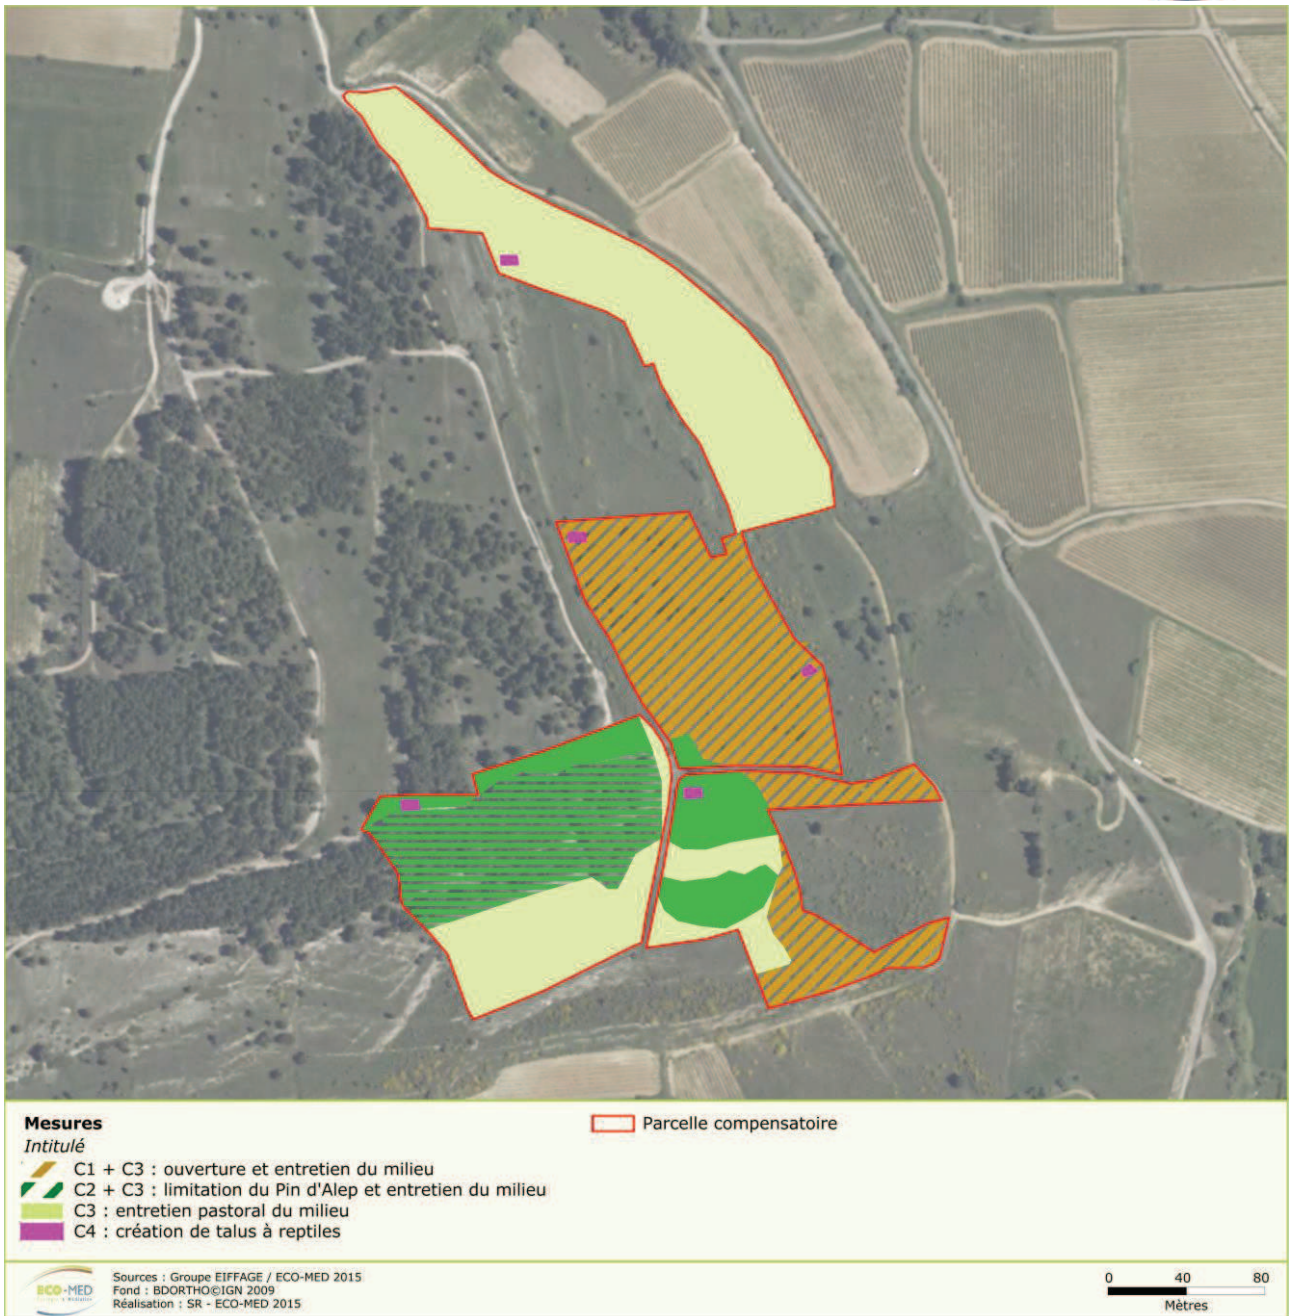 Mesures
Intitulé
C1 + C3 : ouverture et entretien du milieu
C2 + C3 : limitation du Pin d'Alep et entretien du milieu
C3 : entretien pastoral du milieu
C4 : création de talus à reptiles
Parcelle compensatoire
ECO-MED
Sources : Groupe EIFFAGE / ECO-MED 2015
Fond : BDORTHO©IGN 2009
Réalisation : SR - ECO-MED 2015
0 40 80
Mètres